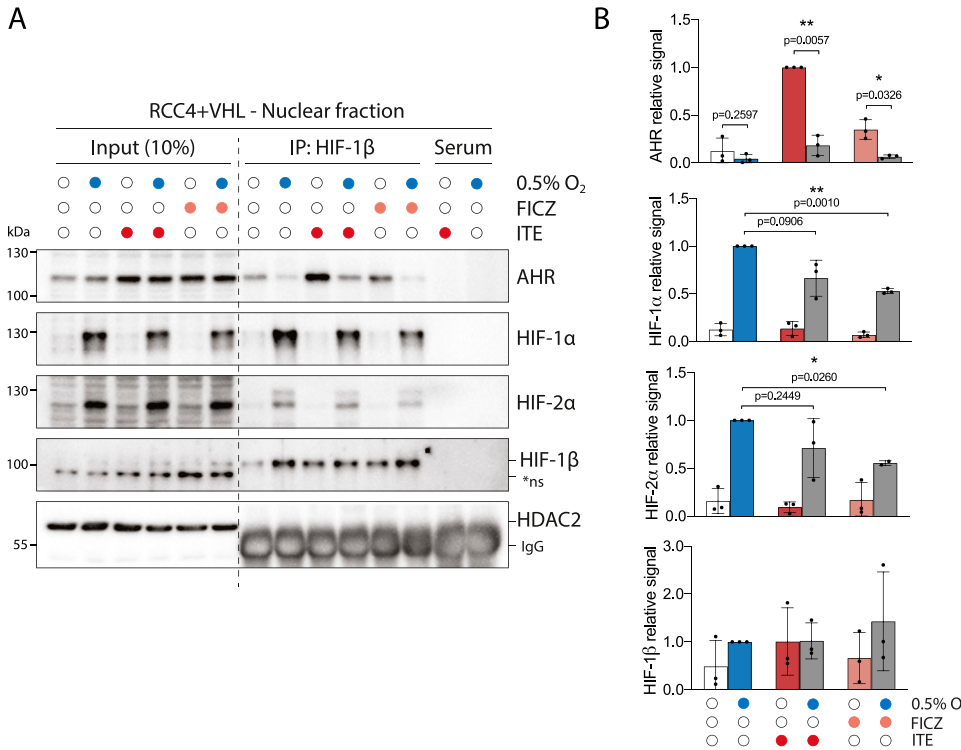 A
RCC4+VHL - Nuclear fraction
Input (10%) IP: HIF-1β Serum
0.5% O2
FICZ
kDa ITE
130
AHR
100
130 HIF-1α
130
HIF-2α
100 HIF-1β
*ns
HDAC2
55 IgG
B
AHR relative signal
1.5
1.0
0.5
0.0
p=0.2597
**
p=0.0057
*
p=0.0326
HIF-1α relative signal
1.5
1.0
0.5
0.0
**
p=0.0010
p=0.0906
HIF-2α relative signal
1.5
1.0
0.5
0.0
*
p=0.0260
p=0.2449
HIF-1β relative signal
3.0
2.0
1.0
0.0
0.5% O
FICZ
ITE